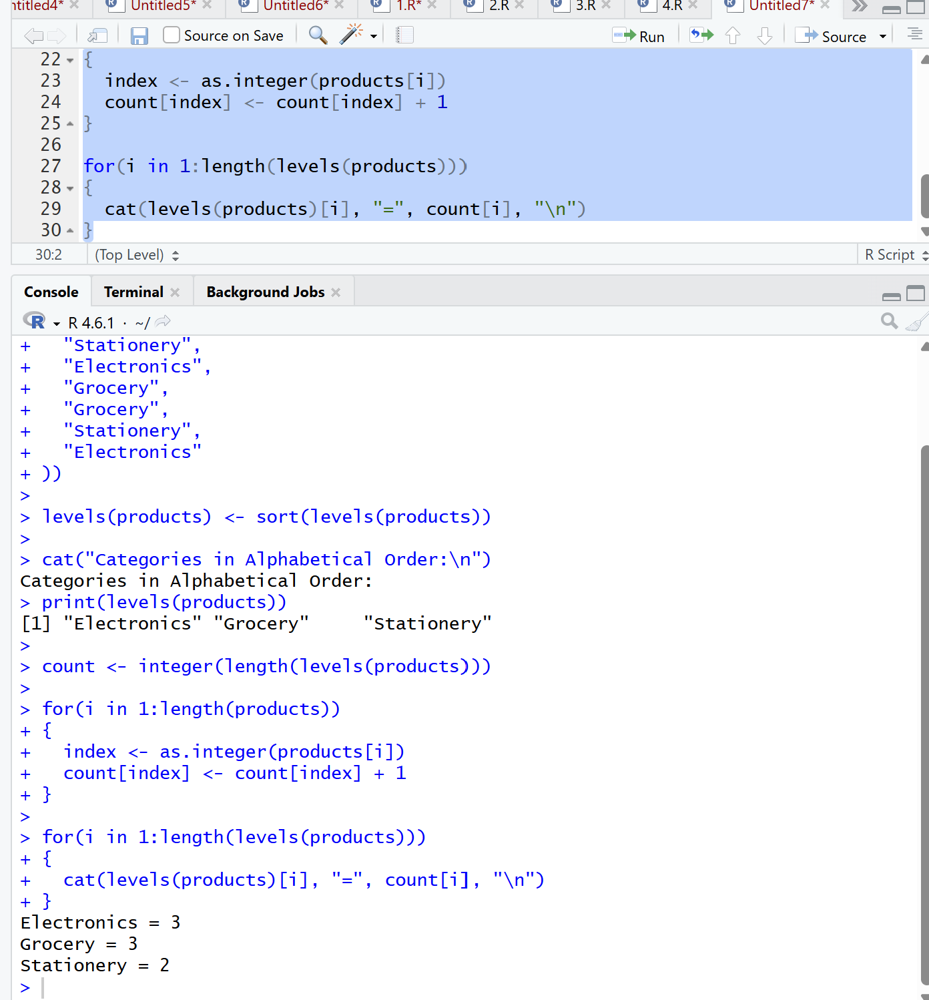 ntitled4* Untitled5* Untitled6* 1.R* 2.R 3.R 4.R Untitled7*
Source on Save Run Source
22 {
23   index <- as.integer(products[i])
24   count[index] <- count[index] + 1
25 }
26
27 for(i in 1:length(levels(products)))
28 {
29   cat(levels(products)[i], "=", count[i], "\n")
30 }
30:2 (Top Level) R Script
Console Terminal Background Jobs
R 4.6.1 · ~/
+   "Stationery",
+   "Electronics",
+   "Grocery",
+   "Grocery",
+   "Stationery",
+   "Electronics"
+ ))
>
> levels(products) <- sort(levels(products))
>
> cat("Categories in Alphabetical Order:\n")
Categories in Alphabetical Order:
> print(levels(products))
[1] "Electronics" "Grocery"     "Stationery"
>
> count <- integer(length(levels(products)))
>
> for(i in 1:length(products))
+ {
+   index <- as.integer(products[i])
+   count[index] <- count[index] + 1
+ }
>
> for(i in 1:length(levels(products)))
+ {
+   cat(levels(products)[i], "=", count[i], "\n")
+ }
Electronics = 3
Grocery = 3
Stationery = 2
>